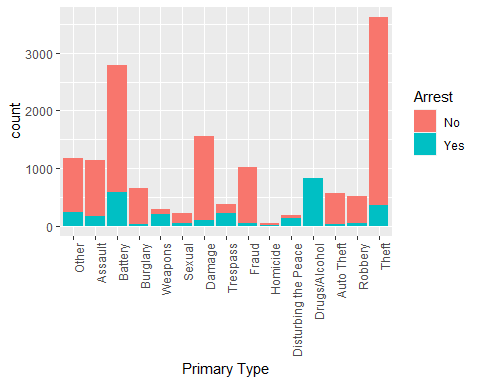 3000
2000
1000
0
count
Other
Assault
Battery
Burglary
Weapons
Sexual
Damage
Trespass
Fraud
Homicide
Disturbing the Peace
Drugs/Alcohol
Auto Theft
Robbery
Theft
Primary Type
Arrest
No
Yes